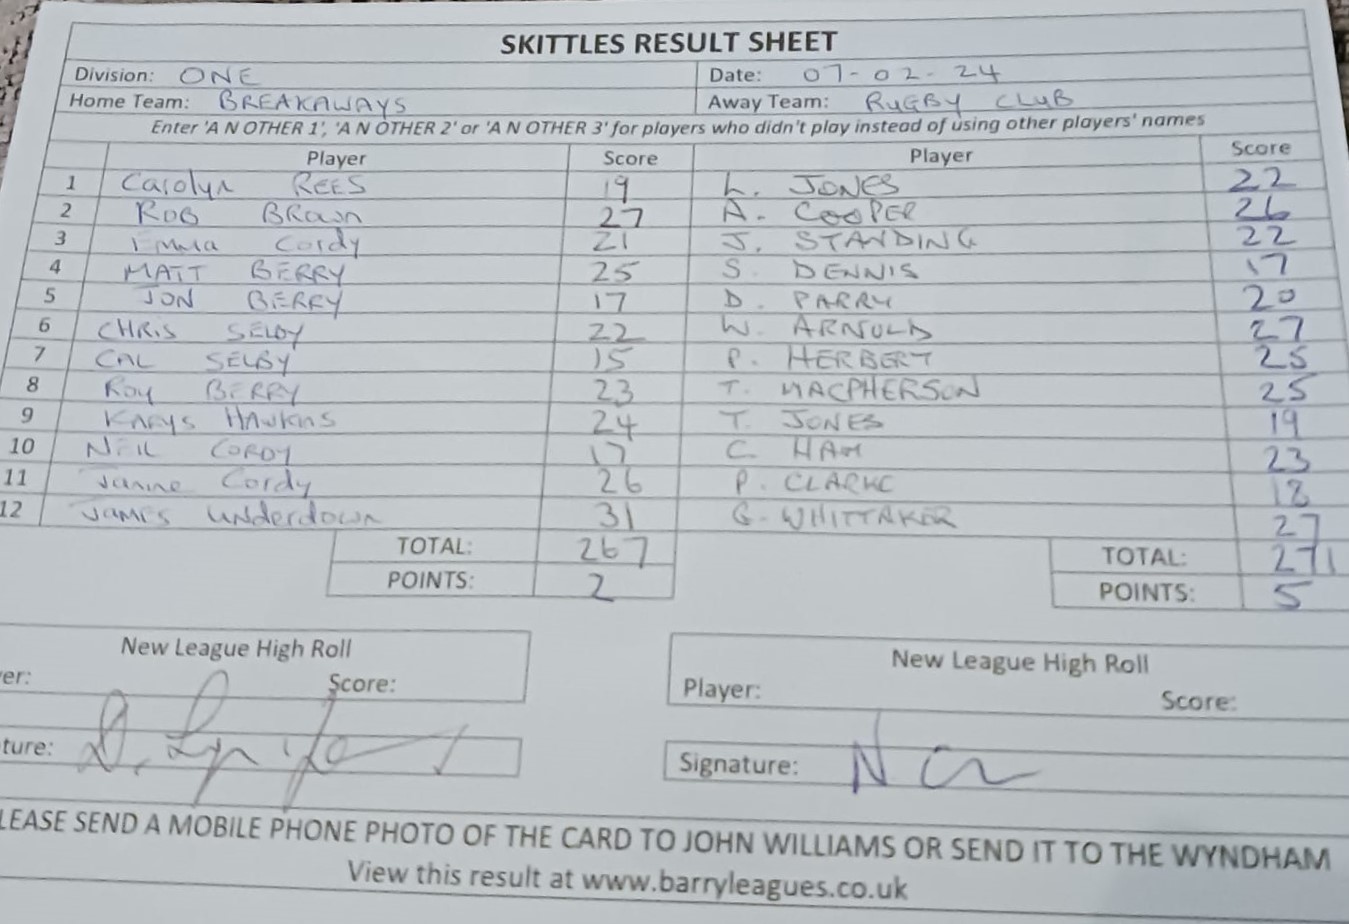 SKITTLES RESULT SHEET
Division: ONE Date: 07-02-24
Home Team: BREAKAWAYS Away Team: RUGBY CLUB
Enter 'A N OTHER 1', 'A N OTHER 2' or 'A N OTHER 3' for players who didn't play instead of using other players' names
Player Score Player Score
1 Carolyn REES 19 L. JONES 22
2 ROB BRown 27 A. COOPER 26
3 Emma Cordy 21 J. STANDING 22
4 MATT BERRY 25 S. DENNIS 17
5 JON BERRY 17 D. PARRY 20
6 CHRIS SELBY 22 W. ARNOLD 27
7 CAL SELBY 15 P. HERBERT 25
8 Roy BERRY 23 T. MACPHERSON 25
9 KARYS HAWKINS 24 T. JONES 19
10 NEIL CORDY 17 C. HAM 23
11 Janine Cordy 26 P. CLARKE 18
12 JAMES Underdown 31 G. WHITTAKER 27
TOTAL: 267 TOTAL: 271
POINTS: 2 POINTS: 5
New League High Roll New League High Roll
er: Score: Player: Score:
ture: Signature:
LEASE SEND A MOBILE PHONE PHOTO OF THE CARD TO JOHN WILLIAMS OR SEND IT TO THE WYNDHAM
View this result at www.barryleagues.co.uk